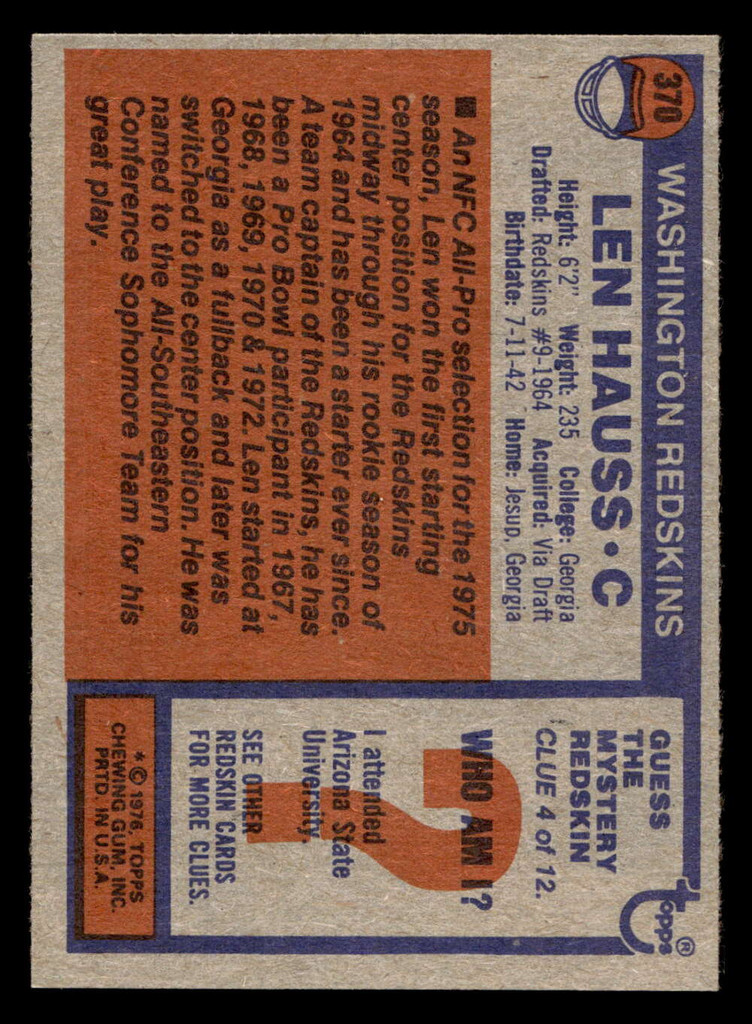 370
WASHINGTON REDSKINS
LEN HAUSS • C
Height: 6'2" Weight: 235 College: Georgia
Drafted: Redskins #9-1964 Acquired: Via Draft
Birthdate: 7-11-42 Home: Jesup, Georgia
■ An NFC All-Pro selection for the 1975
season, Len won the first starting
center position for the Redskins
midway through his rookie season of
1964 and has been a starter ever since.
A team captain of the Redskins, he has
been a Pro Bowl participant in 1967,
1968, 1969, 1970 & 1972. Len started at
Georgia as a fullback and later was
switched to the center position. He was
named to the All-Southeastern
Conference Sophomore Team for his
great play.
topps®
GUESS
THE
MYSTERY
REDSKIN
CLUE 4 of 12.
?
WHO AM I?
I attended
Arizona State
University.
SEE OTHER
REDSKIN CARDS
FOR MORE CLUES.
* © 1976, TOPPS
CHEWING GUM, INC.
PRTD. IN U.S.A.